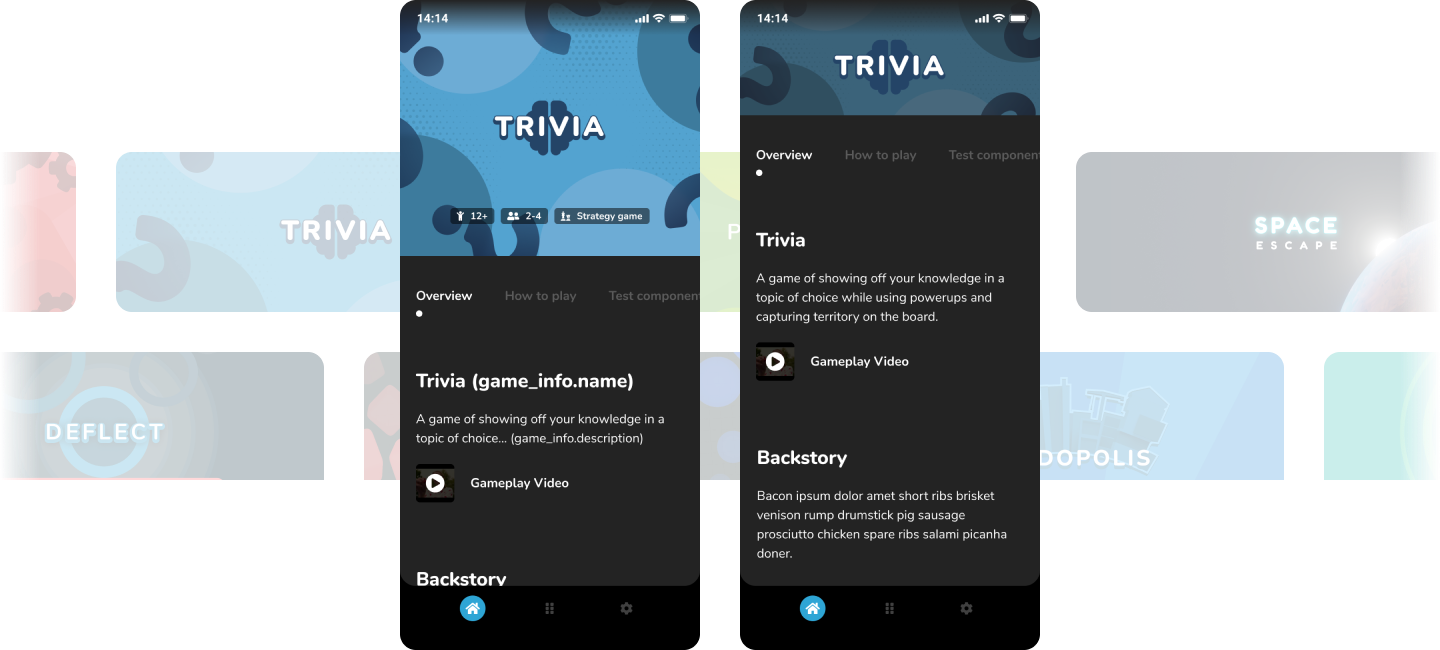 14:14
TRIVIA
12+
2-4
Strategy game
Overview How to play Test component
Trivia (game_info.name)
A game of showing off your knowledge in a
topic of choice... (game_info.description)
Gameplay Video
Backstory
14:14
TRIVIA
Overview How to play Test component
Trivia
A game of showing off your knowledge in a
topic of choice while using powerups and
capturing territory on the board.
Gameplay Video
Backstory
Bacon ipsum dolor amet short ribs brisket
venison rump drumstick pig sausage
prosciutto chicken spare ribs salami picanha
doner.
TRIVIA
P
SPACE
ESCAPE
DEFLECT
DOPOLIS